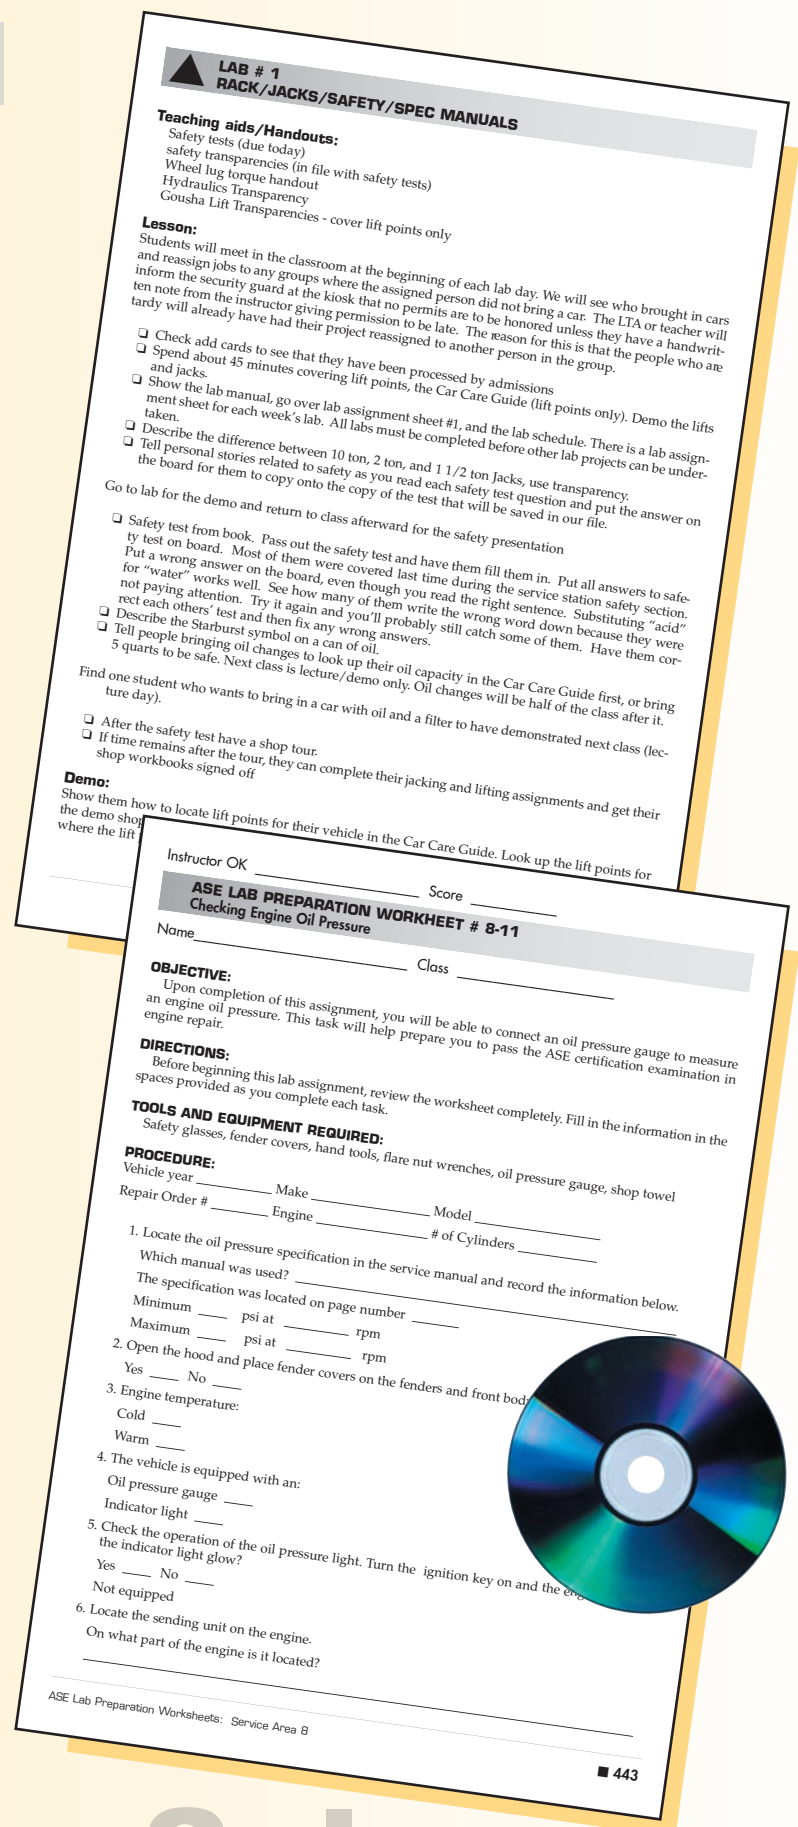 LAB # 1
RACK/JACKS/SAFETY/SPEC MANUALS
Teaching aids/Handouts:
Safety tests (due today)
safety transparencies (in file with safety tests)
Wheel lug torque handout
Hydraulics Transparency
Gousha Lift Transparencies - cover lift points only
Lesson:
Students will meet in the classroom at the beginning of each lab day. We will see who brought in cars
and reassign jobs to any groups where the assigned person did not bring a car. The LTA or teacher will
inform the security guard at the kiosk that no permits are to be honored unless they have a handwrit-
ten note from the instructor giving permission to be late. The reason for this is that the people who are
tardy will already have had their project reassigned to another person in the group.
❏ Check add cards to see that they have been processed by admissions
❏ Spend about 45 minutes covering lift points, the Car Care Guide (lift points only). Demo the lifts
and jacks.
❏ Show the lab manual, go over lab assignment sheet #1, and the lab schedule. There is a lab assign-
ment sheet for each week's lab. All labs must be completed before other lab projects can be under-
taken.
❏ Describe the difference between 10 ton, 2 ton, and 1 1/2 ton Jacks, use transparency.
❏ Tell personal stories related to safety as you read each safety test question and put the answer on
the board for them to copy onto the copy of the test that will be saved in our file.
Go to lab for the demo and return to class afterward for the safety presentation
❏ Safety test from book. Pass out the safety test and have them fill them in. Put all answers to safe-
ty test on board. Most of them were covered last time during the service station safety section.
Put a wrong answer on the board, even though you read the right sentence. Substituting "acid"
for "water" works well. See how many of them write the wrong word down because they were
not paying attention. Try it again and you'll probably still catch some of them. Have them cor-
rect each others' test and then fix any wrong answers.
❏ Describe the Starburst symbol on a can of oil.
❏ Tell people bringing oil changes to look up their oil capacity in the Car Care Guide first, or bring
5 quarts to be safe. Next class is lecture/demo only. Oil changes will be half of the class after it.
Find one student who wants to bring in a car with oil and a filter to have demonstrated next class (lec-
ture day).
❏ After the safety test have a shop tour.
❏ If time remains after the tour, they can complete their jacking and lifting assignments and get their
shop workbooks signed off
Demo:
Show them how to locate lift points for their vehicle in the Car Care Guide. Look up the lift points for
the demo shop
where the lift
Instructor OK ______ Score ______
ASE LAB PREPARATION WORKHEET # 8-11
Checking Engine Oil Pressure
Name______ Class ______
OBJECTIVE:
Upon completion of this assignment, you will be able to connect an oil pressure gauge to measure
an engine oil pressure. This task will help prepare you to pass the ASE certification examination in
engine repair.
DIRECTIONS:
Before beginning this lab assignment, review the worksheet completely. Fill in the information in the
spaces provided as you complete each task.
TOOLS AND EQUIPMENT REQUIRED:
Safety glasses, fender covers, hand tools, flare nut wrenches, oil pressure gauge, shop towel
PROCEDURE:
Vehicle year ______ Make ______ Model ______
Repair Order # ______ Engine ______ # of Cylinders ______
1. Locate the oil pressure specification in the service manual and record the information below.
Which manual was used? ______
The specification was located on page number ______
Minimum ____ psi at ______ rpm
Maximum ____ psi at ______ rpm
2. Open the hood and place fender covers on the fenders and front body
Yes ____ No ____
3. Engine temperature:
Cold ____
Warm ____
4. The vehicle is equipped with an:
Oil pressure gauge ____
Indicator light ____
5. Check the operation of the oil pressure light. Turn the ignition key on and the
the indicator light glow?
Yes ____ No ____
Not equipped
6. Locate the sending unit on the engine.
On what part of the engine is it located?
ASE Lab Preparation Worksheets: Service Area 8
■ 443